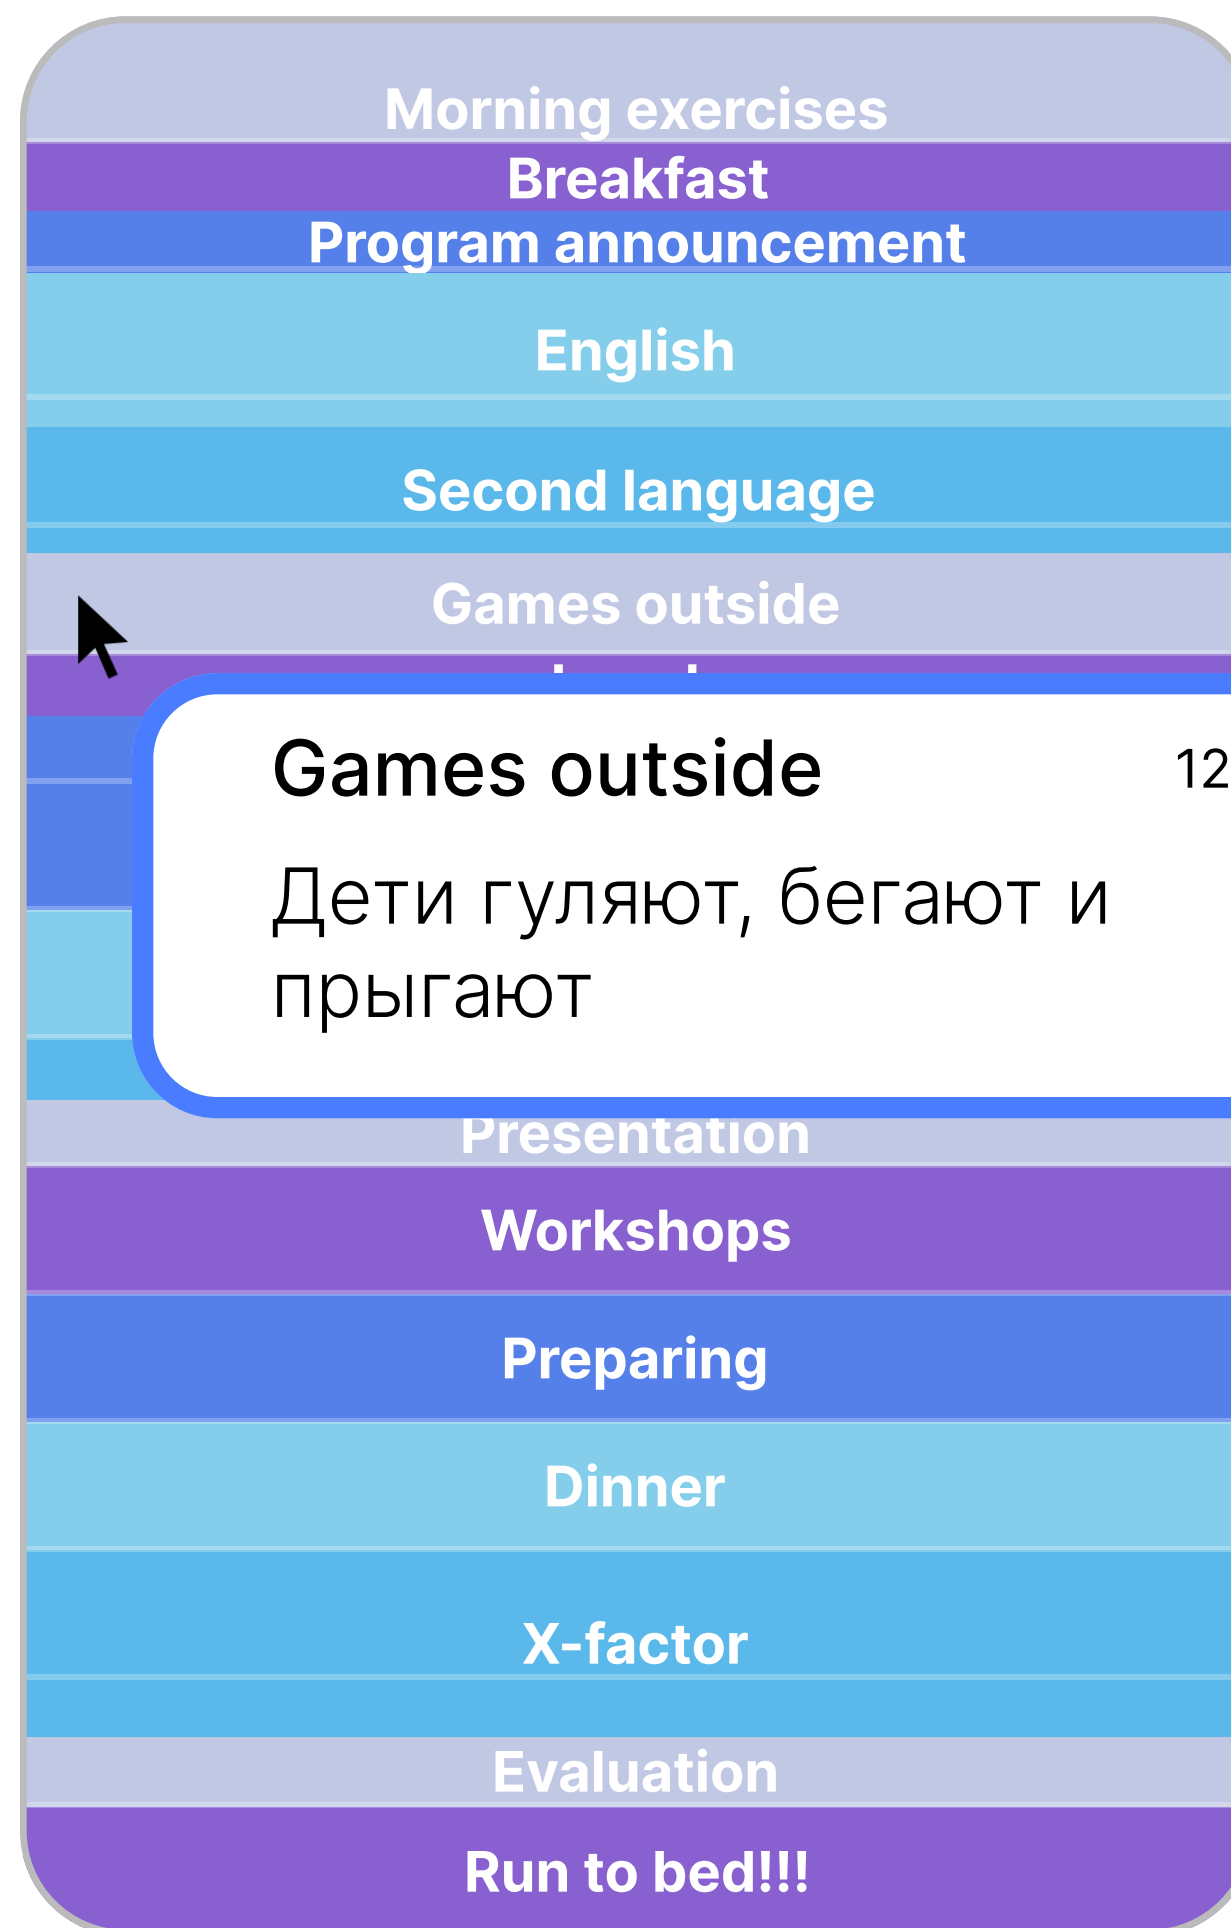 Morning exercises
Breakfast
Program announcement
English
Second language
Games outside
Games outside
12
Дети гуляют, бегают и
прыгают
Presentation
Workshops
Preparing
Dinner
X-factor
Evaluation
Run to bed!!!